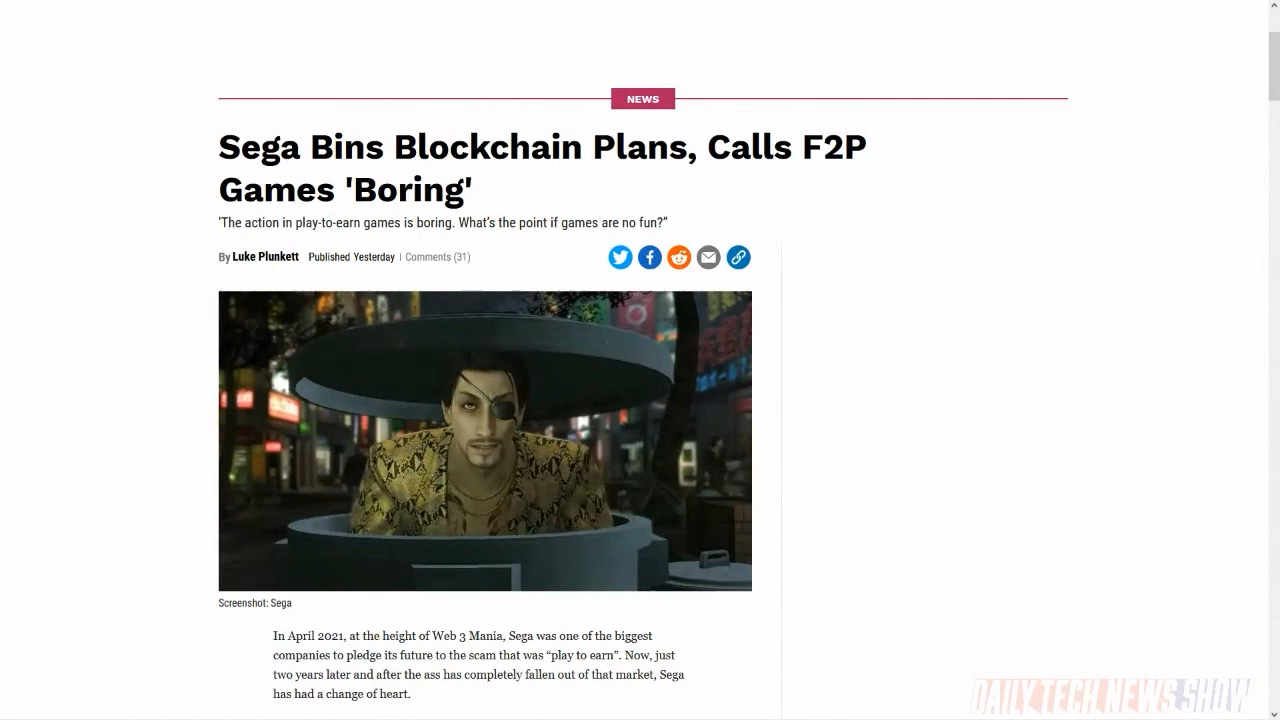 NEWS
Sega Bins Blockchain Plans, Calls F2P
Games 'Boring'
'The action in play-to-earn games is boring. What's the point if games are no fun?”
By Luke Plunkett Published Yesterday | Comments (31)
Screenshot: Sega
In April 2021, at the height of Web 3 Mania, Sega was one of the biggest
companies to pledge its future to the scam that was “play to earn”. Now, just
two years later and after the ass has completely fallen out of that market, Sega
has had a change of heart.
DAILY TECH NEWS SHOW